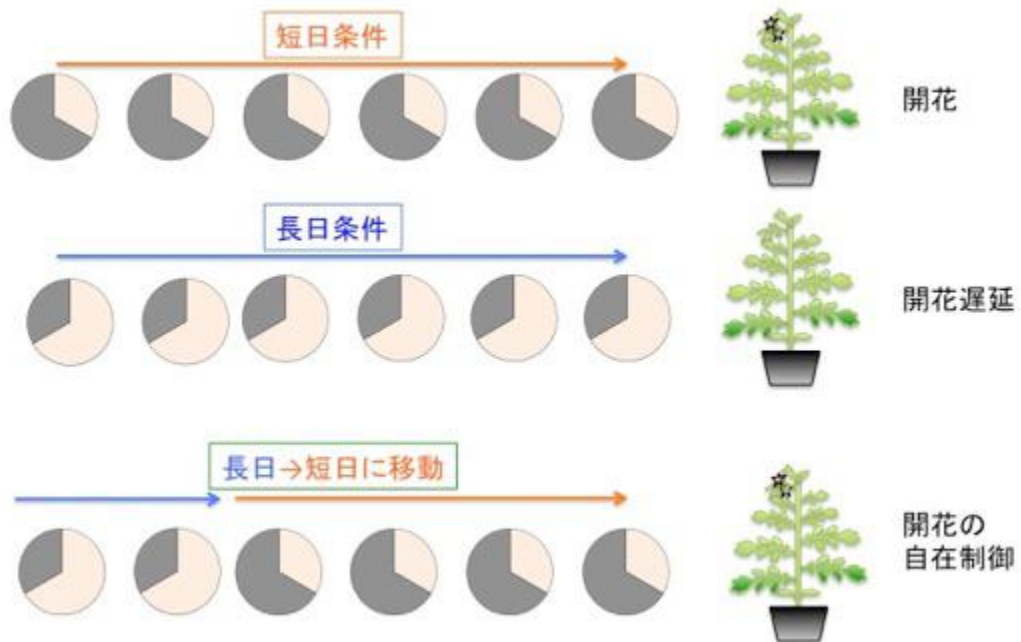 短日条件
開花
長日条件
開花遅延
長日→短日に移動
開花の
自在制御